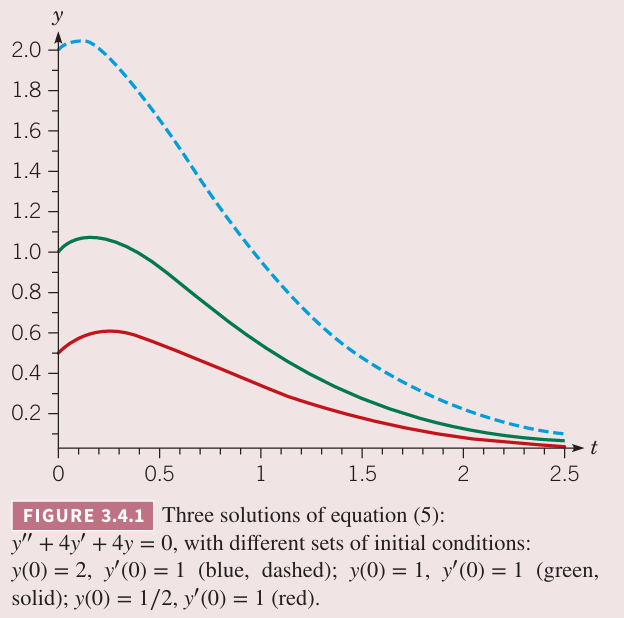 y
2.0
1.8
1.6
1.4
1.2
1.0
0.8
0.6
0.4
0.2
0 0.5 1 1.5 2 2.5 t
FIGURE 3.4.1 Three solutions of equation (5):
y″ + 4y′ + 4y = 0, with different sets of initial conditions:
y(0) = 2, y′(0) = 1 (blue, dashed); y(0) = 1, y′(0) = 1 (green,
solid); y(0) = 1/2, y′(0) = 1 (red).